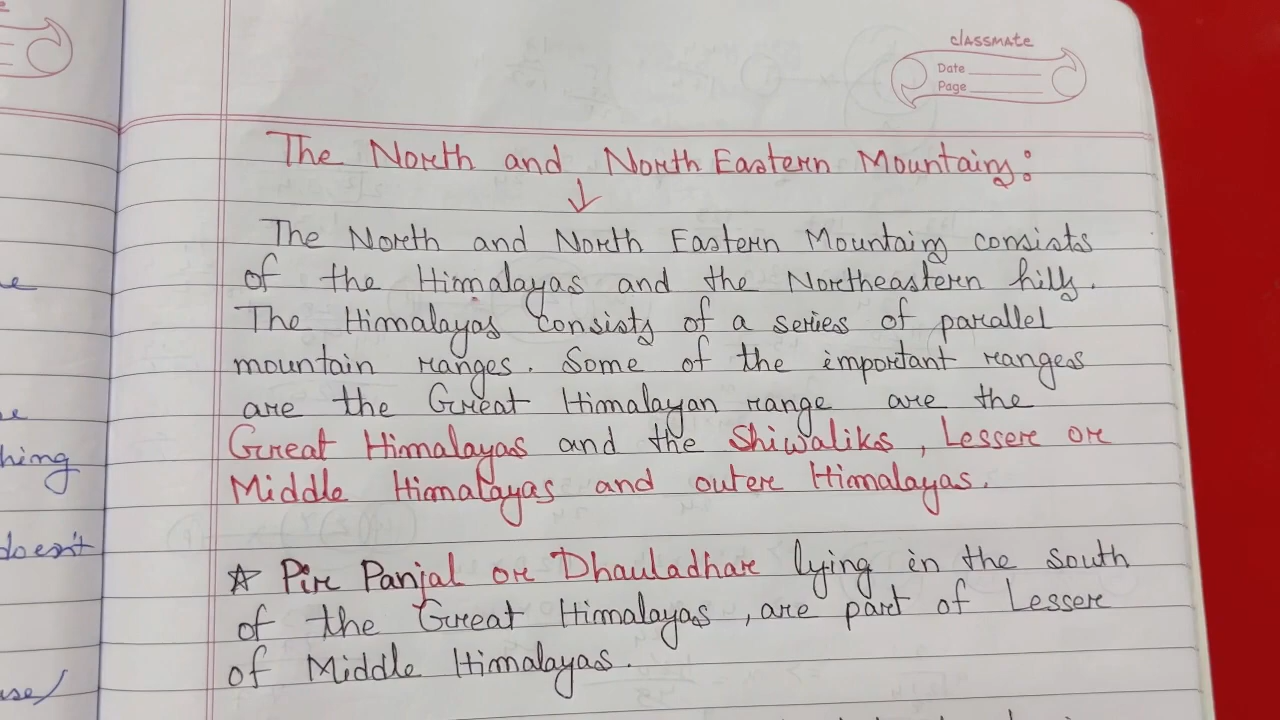 classmate
Date
Page
The North and North Eastern Mountains:
↓
The North and North Eastern Mountains consists
of the Himalayas and the Northeastern hills.
The Himalayas consists of a series of parallel
mountain ranges. Some of the important ranges
are the Great Himalayan range are the
Great Himalayas and the Shiwaliks, Lesser or
Middle Himalayas and outer Himalayas.
☆ Pir Panjal or Dhauladhar lying in the south
of the Great Himalayas, are part of Lesser
of Middle Himalayas.
hing
doesn't